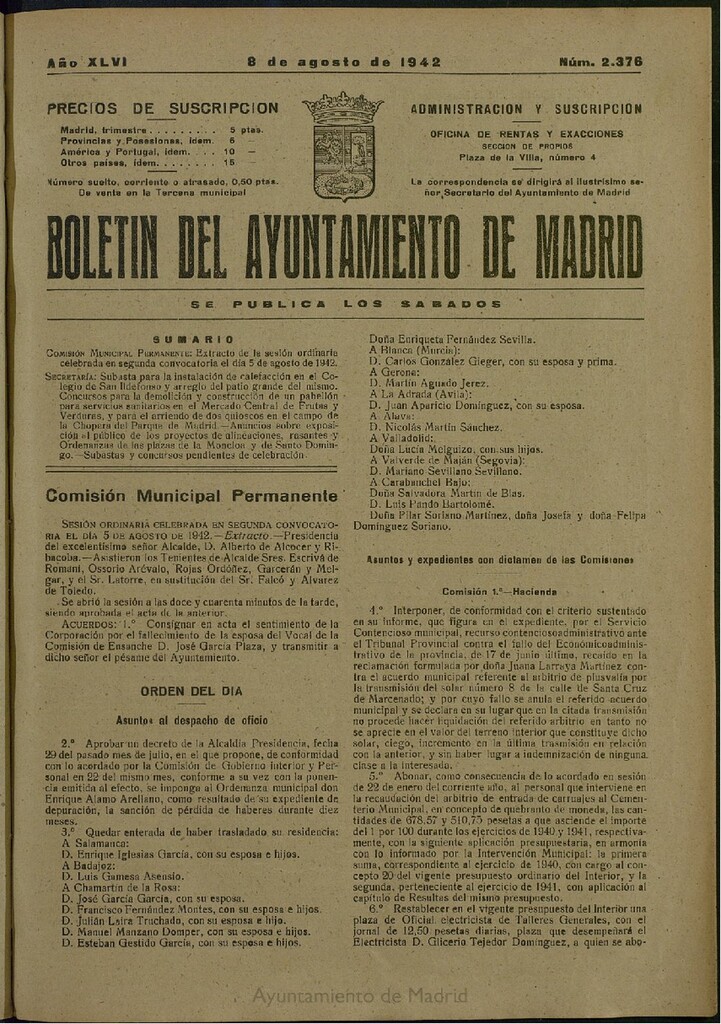 Año XLVI
8 de agosto de 1942
Núm. 2.376
PRECIOS DE SUSCRIPCION
Madrid, trimestre . . . . . . . . . 5 ptas.
Provincias y Posesiones, ídem. 6 —
América y Portugal, ídem. . . . 10 —
Otros países, ídem. . . . . . . . 15 —
Número suelto, corriente o atrasado, 0,50 ptas.
De venta en la Tercena municipal
ADMINISTRACION Y SUSCRIPCION
OFICINA DE RENTAS Y EXACCIONES
SECCION DE PROPIOS
Plaza de la Villa, número 4
La correspondencia se dirigirá al ilustrísimo se-
ñor Secretario del Ayuntamiento de Madrid
BOLETIN DEL AYUNTAMIENTO DE MADRID
SE PUBLICA LOS SABADOS
SUMARIO
COMISIÓN MUNICIPAL PERMANENTE: Extracto de la sesión ordinaria
celebrada en segunda convocatoria el día 5 de agosto de 1942.
SECRETARÍA: Subasta para la instalación de calefacción en el Co-
legio de San Ildefonso y arreglo del patio grande del mismo.
Concursos para la demolición y construcción de un pabellón
para servicios sanitarios en el Mercado Central de Frutas y
Verduras, y para el arriendo de dos quioscos en el campo de
la Chopera del Parque de Madrid.—Anuncios sobre exposi-
ción al público de los proyectos de alineaciones, rasantes y
Ordenanzas de las plazas de la Moncloa y de Santo Domin-
go.—Subastas y concursos pendientes de celebración.
Comisión Municipal Permanente
SESIÓN ORDINARIA CELEBRADA EN SEGUNDA CONVOCATO-
RIA EL DÍA 5 DE AGOSTO DE 1942.—Extracto.—Presidencia
del excelentísimo señor Alcalde, D. Alberto de Alcocer y Ri-
bacoba.—Asistieron los Tenientes de Alcalde Sres. Escrivá de
Romaní, Ossorio Arévalo, Rojas Ordóñez, Garcerán y Mel-
gar, y el Sr. Latorre, en sustitución del Sr. Falcó y Alvarez
de Toledo.
Se abrió la sesión a las doce y cuarenta minutos de la tarde,
siendo aprobada el acta de la anterior.
ACUERDOS: 1.º Consignar en acta el sentimiento de la
Corporación por el fallecimiento de la esposa del Vocal de la
Comisión de Ensanche D. José García Plaza, y transmitir a
dicho señor el pésame del Ayuntamiento.
ORDEN DEL DIA
Asuntos al despacho de oficio
2.º Aprobar un decreto de la Alcaldía Presidencia, fecha
29 del pasado mes de julio, en el que propone, de conformidad
con lo acordado por la Comisión de Gobierno interior y Per-
sonal en 22 del mismo mes, conforme a su vez con la ponen-
cia emitida al efecto, se imponga al Ordenanza municipal don
Enrique Alamo Arellano, como resultado de su expediente de
depuración, la sanción de pérdida de haberes durante diez
meses.
3.º Quedar enterada de haber trasladado su residencia:
A Salamanca:
D. Enrique Iglesias García, con su esposa e hijos.
A Badajoz:
D. Luis Gamesa Asensio.
A Chamartín de la Rosa:
D. José García García, con su esposa.
D. Francisco Fernández Montes, con su esposa e hijos.
D. Julián Leira Truchado, con su esposa e hijo.
D. Manuel Manzano Domper, con su esposa e hijos.
D. Esteban Gestido García, con su esposa e hijos.
Doña Enriqueta Fernández Sevilla.
A Blanca (Murcia):
D. Carlos González Gieger, con su esposa y prima.
A Gerona:
D. Martín Aguado Jerez.
A La Adrada (Avila):
D. Juan Aparicio Domínguez, con su esposa.
A Alava:
D. Nicolás Martín Sánchez.
A Valladolid:
Doña Lucía Melguizo, con sus hijos.
A Valverde de Maján (Segovia):
D. Mariano Sevillano Sevillano.
A Carabanchel Bajo:
Doña Salvadora Martín de Blas.
D. Luis Pando Bartolomé.
Doña Pilar Soriano Martínez, doña Josefa y doña Felipa
Domínguez Soriano.
Asuntos y expedientes con dictamen de las Comisiones
Comisión 1.ª—Hacienda
4.º Interponer, de conformidad con el criterio sustentado
en su informe, que figura en el expediente, por el Servicio
Contencioso municipal, recurso contenciosoadministrativo ante
el Tribunal Provincial contra el fallo del Económicoadminis-
trativo de la provincia, de 17 de junio último, recaído en la
reclamación formulada por doña Juana Larraya Martínez con-
tra el acuerdo municipal referente al arbitrio de plusvalía por
la transmisión del solar número 8 de la calle de Santa Cruz
de Marcenado; y por cuyo fallo se anula el referido acuerdo
municipal y se declara en su lugar que en la citada transmisión
no procede hacer liquidación del referido arbitrio en tanto no
se aprecie en el valor del terreno interior que constituye dicho
solar, ciego, incremento en la última trasmisión en relación
con la anterior, y sin haber lugar a indemnización de ninguna
clase a la interesada.
5.º Abonar, como consecuencia de lo acordado en sesión
de 22 de enero del corriente año, al personal que interviene en
la recaudación del arbitrio de entrada de carruajes al Cemen-
terio Municipal, en concepto de quebranto de moneda, las can-
tidades de 678,57 y 510,75 pesetas a que asciende el importe
del 1 por 100 durante los ejercicios de 1940 y 1941, respectiva-
mente, con la siguiente aplicación presupuestaria, en armonía
con lo informado por la Intervención Municipal: la primera
suma, correspondiente al ejercicio de 1940, con cargo al con-
cepto 20 del vigente presupuesto ordinario del Interior, y la
segunda, perteneciente al ejercicio de 1941, con aplicación al
capítulo de Resultas del mismo presupuesto.
6.º Restablecer en el vigente presupuesto del Interior una
plaza de Oficial electricista de Talleres Generales, con el
jornal de 12,50 pesetas diarias, plaza que desempeñará el
Electricista D. Glicerio Tejedor Domínguez, a quien se abo-
Ayuntamiento de Madrid